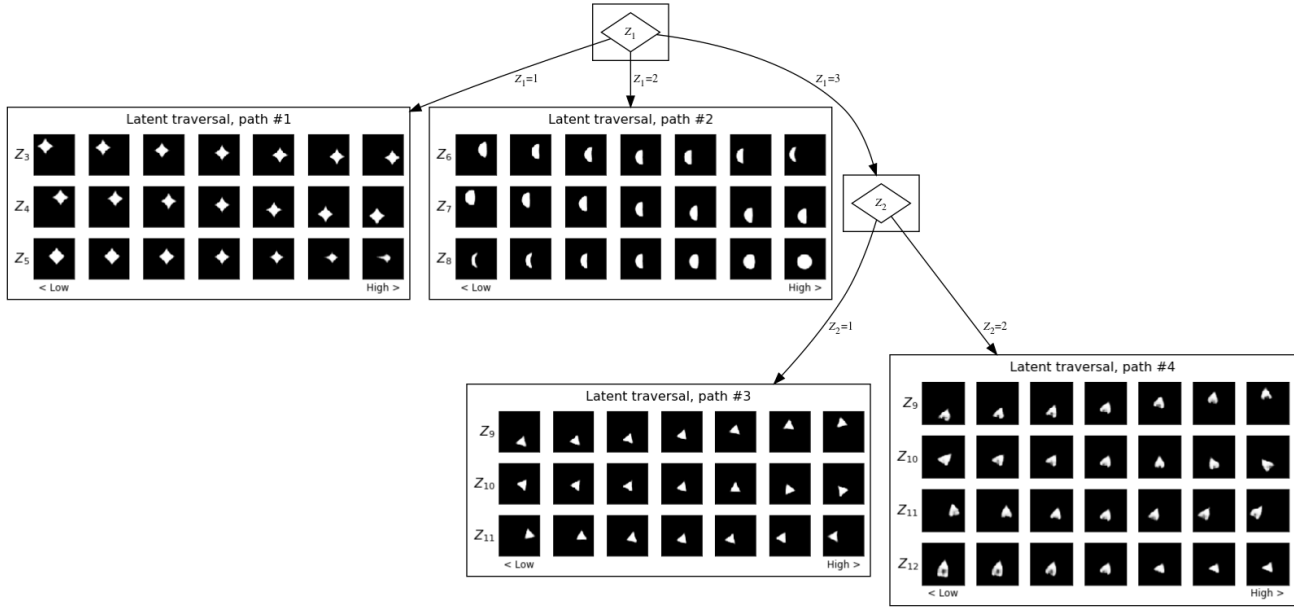 Z1
Z1=1
Z1=2
Z1=3
Latent traversal, path #1
Z3
Z4
Z5
< Low High >
Latent traversal, path #2
Z6
Z7
Z8
< Low High >
Z2
Z2=1
Z2=2
Latent traversal, path #3
Z9
Z10
Z11
< Low High >
Latent traversal, path #4
Z9
Z10
Z11
Z12
< Low High >